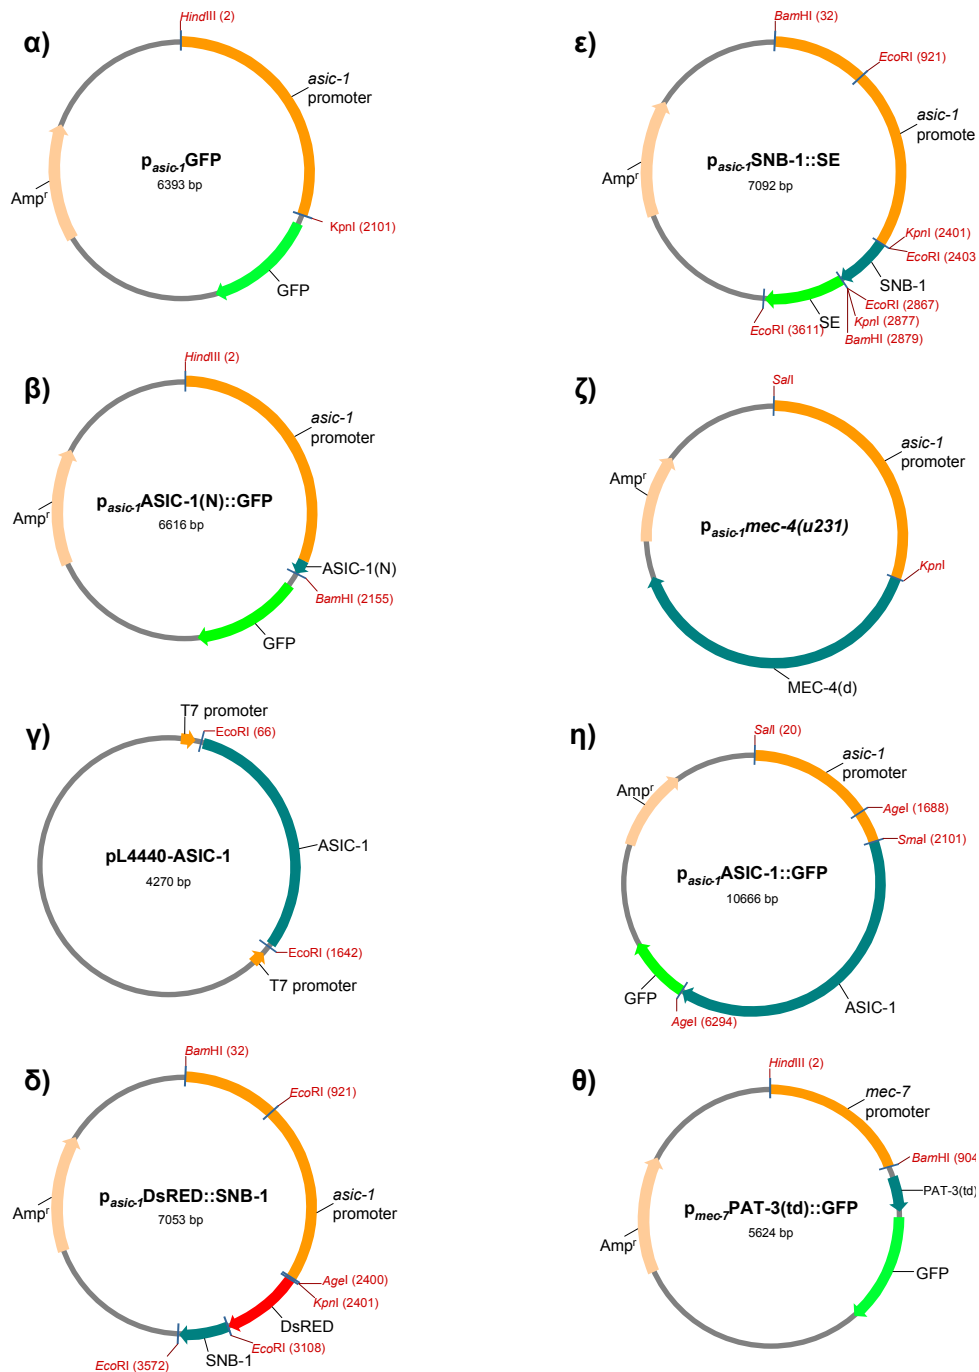 α)
HindIII (2)
asic-1
promoter
pasic-1GFP
6393 bp
Ampr
KpnI (2101)
GFP
ε)
BamHI (32)
EcoRI (921)
asic-1
promote
pasic-1SNB-1::SE
7092 bp
Ampr
KpnI (2401)
EcoRI (2403
SNB-1
EcoRI (2867)
KpnI (2877)
BamHI (2879)
SE
EcoRI (3611)
β)
HindIII (2)
asic-1
promoter
pasic-1ASIC-1(N)::GFP
6616 bp
Ampr
ASIC-1(N)
BamHI (2155)
GFP
ζ)
SalI
asic-1
promoter
Ampr
pasic-1mec-4(u231)
KpnI
MEC-4(d)
γ)
T7 promoter
EcoRI (66)
ASIC-1
pL4440-ASIC-1
4270 bp
EcoRI (1642)
T7 promoter
η)
SalI (20)
asic-1
promoter
Ampr
AgeI (1688)
SmaI (2101)
pasic-1ASIC-1::GFP
10666 bp
GFP
AgeI (6294)
ASIC-1
δ)
BamHI (32)
EcoRI (921)
pasic-1DsRED::SNB-1
7053 bp
Ampr
asic-1
promoter
AgeI (2400)
KpnI (2401)
DsRED
EcoRI (3108)
SNB-1
EcoRI (3572)
θ)
HindIII (2)
mec-7
promoter
BamHI (904
PAT-3(td)
pmec-7PAT-3(td)::GFP
5624 bp
Ampr
GFP